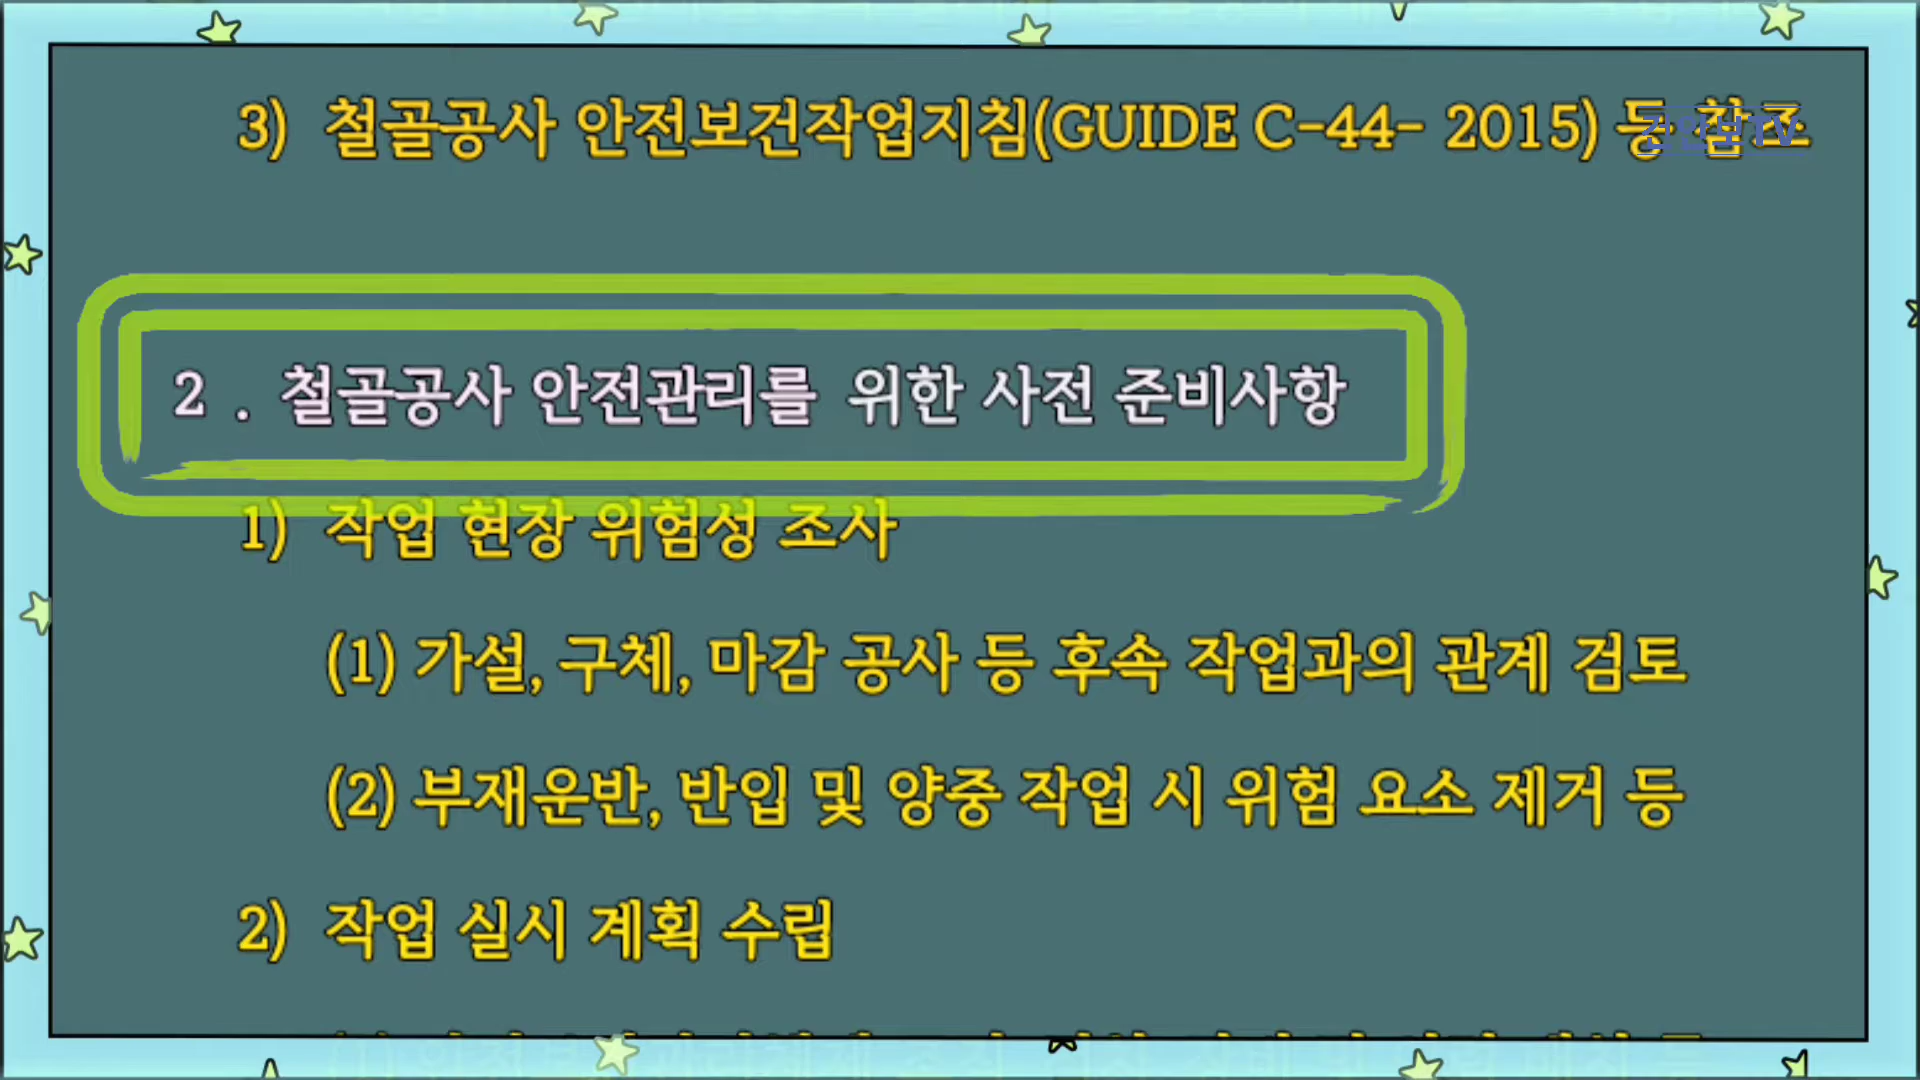 3) 철골공사 안전보건작업지침(GUIDE C-44- 2015) 등 참조
건안보TV
2 . 철골공사 안전관리를 위한 사전 준비사항
1) 작업 현장 위험성 조사
(1) 가설, 구체, 마감 공사 등 후속 작업과의 관계 검토
(2) 부재운반, 반입 및 양중 작업 시 위험 요소 제거 등
2) 작업 실시 계획 수립